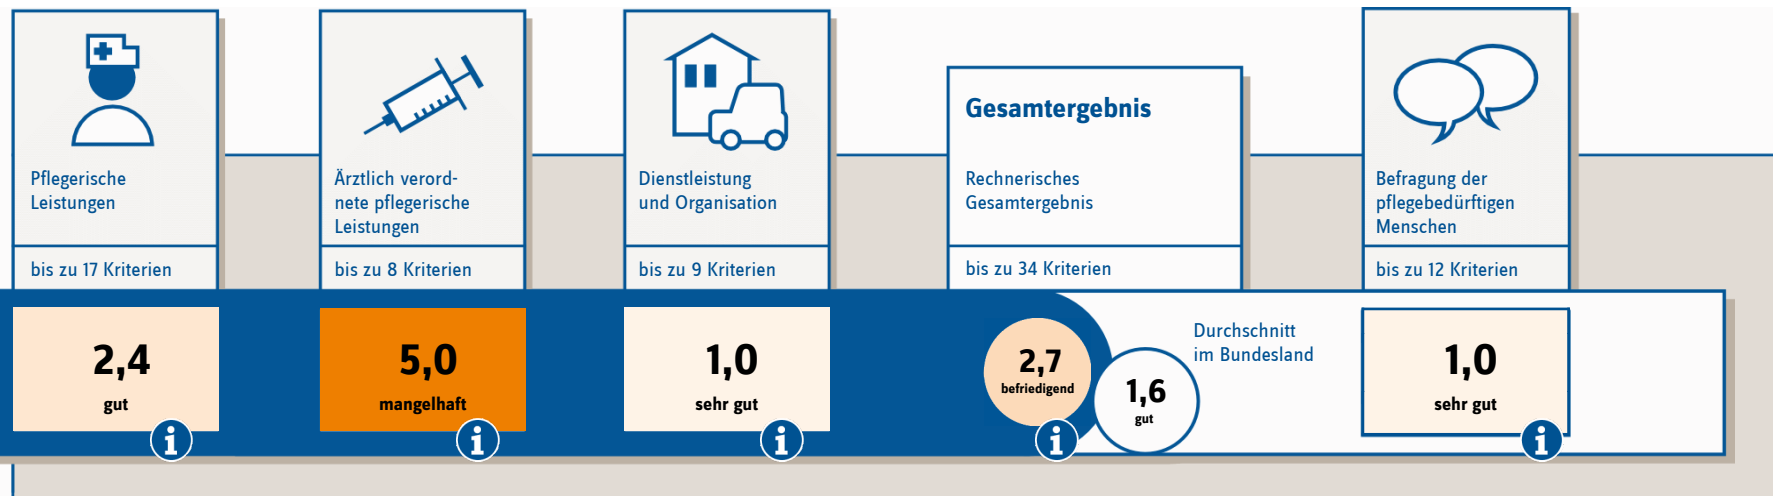 Pflegerische
Leistungen
bis zu 17 Kriterien
2,4
gut
i
Ärztlich verord-
nete pflegerische
Leistungen
bis zu 8 Kriterien
5,0
mangelhaft
i
Dienstleistung
und Organisation
bis zu 9 Kriterien
1,0
sehr gut
i
Gesamtergebnis
Rechnerisches
Gesamtergebnis
bis zu 34 Kriterien
2,7
befriedigend
i
Durchschnitt
im Bundesland
1,6
gut
Befragung der
pflegebedürftigen
Menschen
bis zu 12 Kriterien
1,0
sehr gut
i